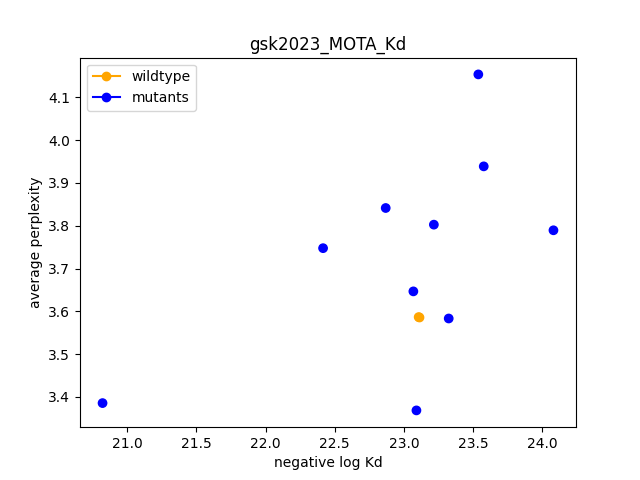 gsk2023_MOTA_Kd
wildtype
mutants
4.1
4.0
3.9
3.8
3.7
3.6
3.5
3.4
average perplexity
21.0 21.5 22.0 22.5 23.0 23.5 24.0
negative log Kd